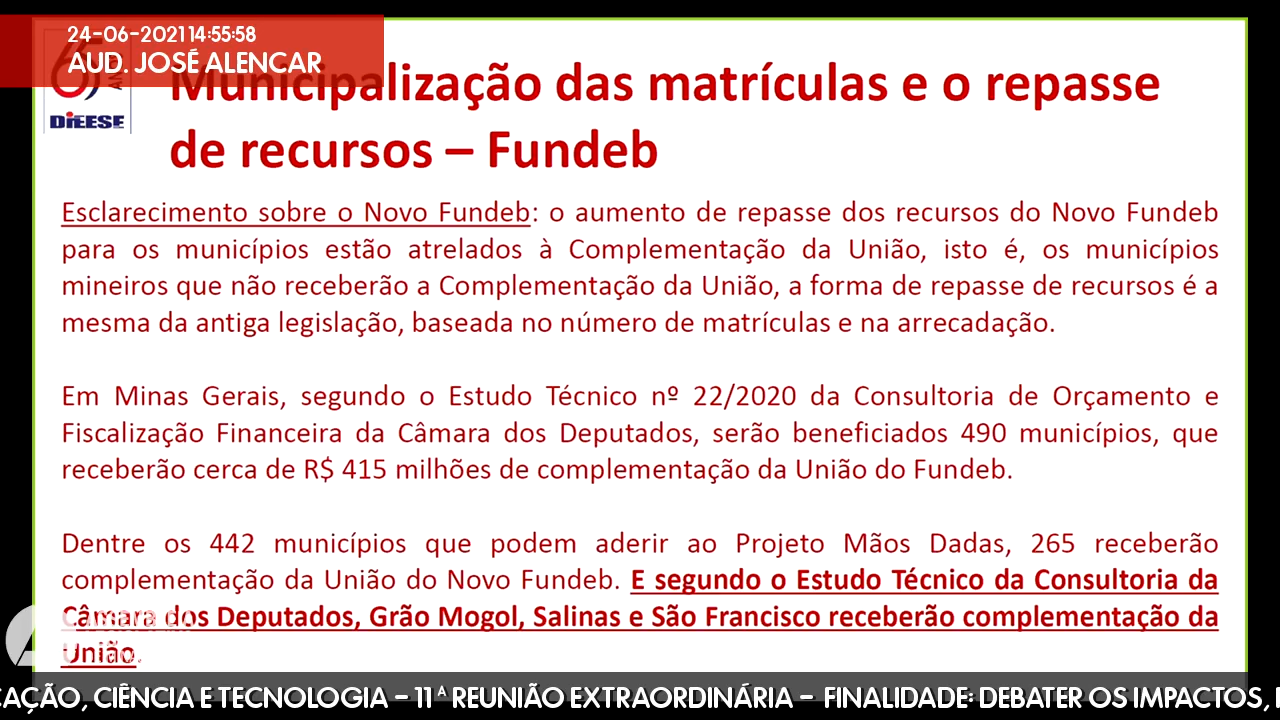 24-06-2021 14:55:58
AUD. JOSÉ ALENCAR
65
ANOS
DIEESE
Municipalização das matrículas e o repasse
de recursos – Fundeb
Esclarecimento sobre o Novo Fundeb: o aumento de repasse dos recursos do Novo Fundeb
para os municípios estão atrelados à Complementação da União, isto é, os municípios
mineiros que não receberão a Complementação da União, a forma de repasse de recursos é a
mesma da antiga legislação, baseada no número de matrículas e na arrecadação.
Em Minas Gerais, segundo o Estudo Técnico nº 22/2020 da Consultoria de Orçamento e
Fiscalização Financeira da Câmara dos Deputados, serão beneficiados 490 municípios, que
receberão cerca de R$ 415 milhões de complementação da União do Fundeb.
Dentre os 442 municípios que podem aderir ao Projeto Mãos Dadas, 265 receberão
complementação da União do Novo Fundeb. E segundo o Estudo Técnico da Consultoria da
Câmara dos Deputados, Grão Mogol, Salinas e São Francisco receberão complementação da
União
CAÇÃO, CIÊNCIA E TECNOLOGIA – 11ª REUNIÃO EXTRAORDINÁRIA – FINALIDADE: DEBATER OS IMPACTOS,